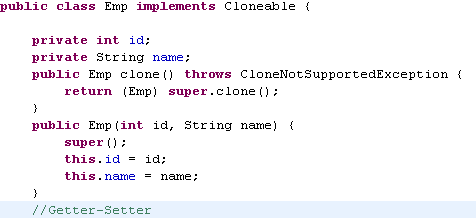 public class Emp implements Cloneable {
private int id;
private String name;
public Emp clone() throws CloneNotSupportedException {
return (Emp) super.clone();
}
public Emp(int id, String name) {
super();
this.id = id;
this.name = name;
}
//Getter-Setter